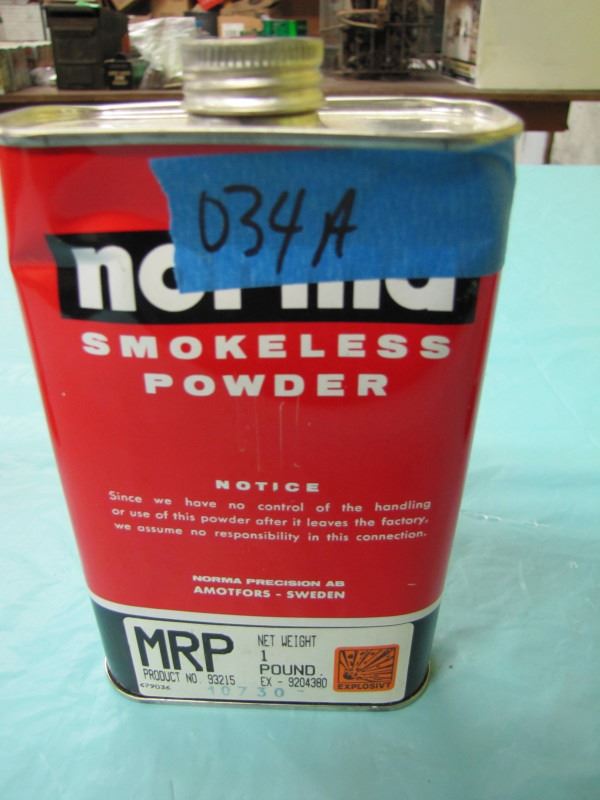 034A
norma
SMOKELESS
POWDER
NOTICE
Since we have no control of the handling
or use of this powder after it leaves the factory,
we assume no responsibility in this connection.
NORMA PRECISION AB
AMOTFORS - SWEDEN
MRP
NET WEIGHT
1
POUND.
PRODUCT NO. 93215
EX - 9204380
679036
10730
EXPLOSIVT